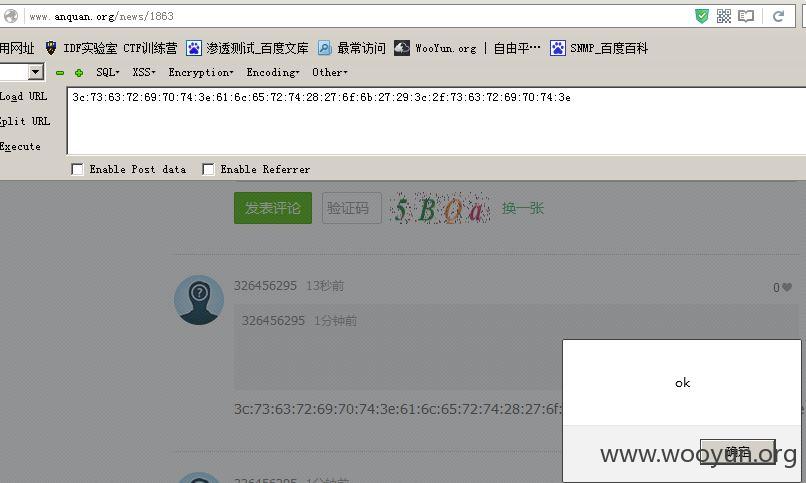 www.anquan.org/news/1863
用网址 IDF实验室 CTF训练营 渗透测试_百度文库 最常访问 WooYun.org | 自由平… SNMP_百度百科
SQL▾ XSS▾ Encryption▾ Encoding▾ Other▾
Load URL 3c:73:63:72:69:70:74:3e:61:6c:65:72:74:28:27:6f:6b:27:29:3c:2f:73:63:72:69:70:74:3e
Split URL
Execute
Enable Post data Enable Referrer
发表评论 验证码 5BOa 换一张
326456295 13秒前 0
326456295 1分钟前
ok
3c:73:63:72:69:70:74:3e:61:6c:65:72:74:28:27:6f:
确定
www.wooyun.org
326456295 1分钟前